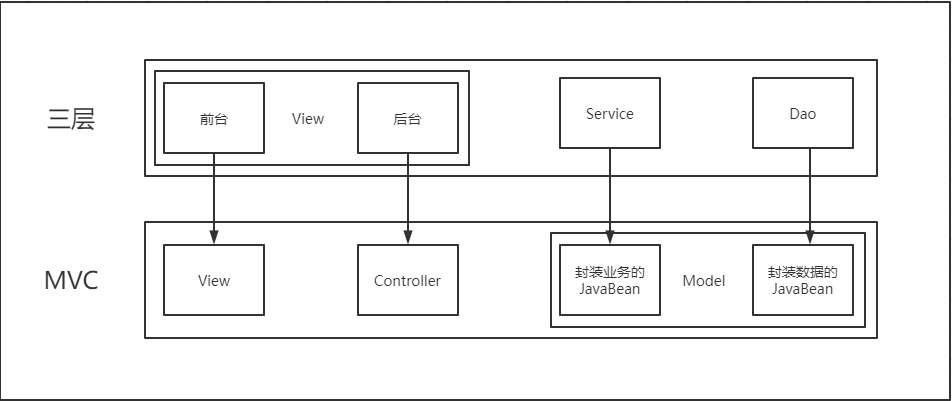 三层
前台
View
后台
Service
Dao
MVC
View
Controller
封装业务的
JavaBean
Model
封装数据的
JavaBean